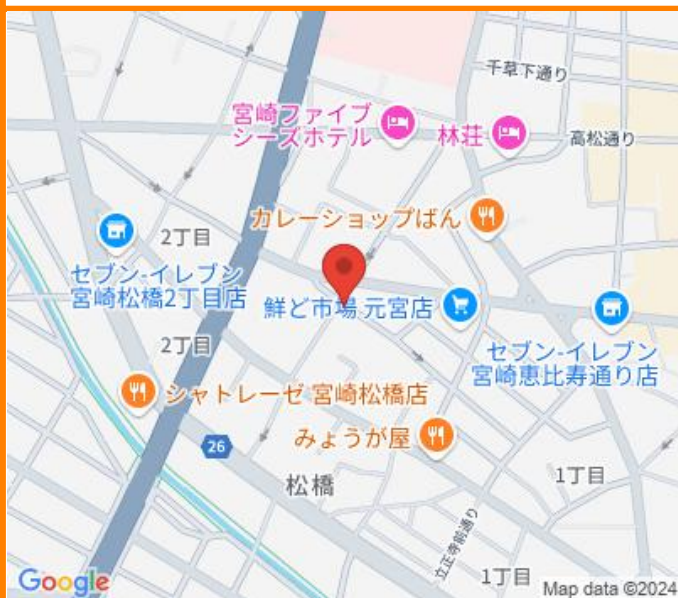 千草下通り
宮崎ファイブ
シーズホテル
林荘
高松通り
カレーショップばん
2丁目
セブン-イレブン
宮崎松橋2丁目店
鮮ど市場 元宮店
2丁目
セブン-イレブン
宮崎恵比寿通り店
シャトレーゼ 宮崎松橋店
みょうが屋
26
松橋
1丁目
立正寺前通り
1丁目
Google
Map data ©2024